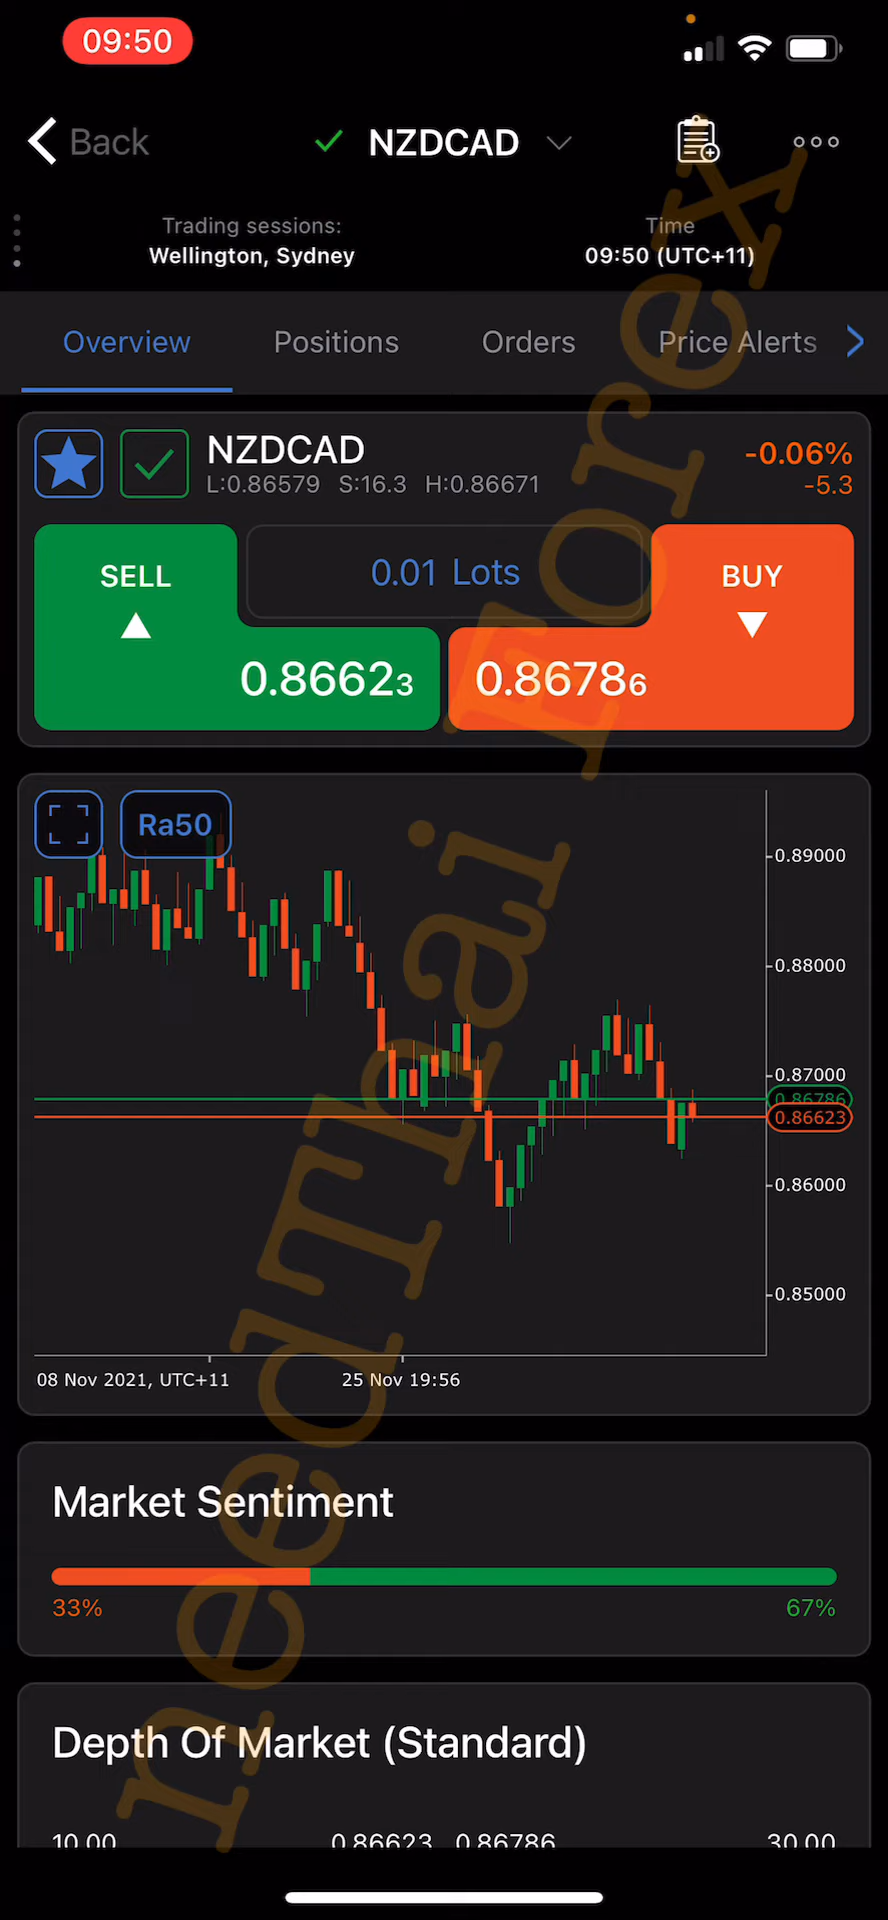 09:50
Back
NZDCAD
Trading sessions:
Wellington, Sydney
Time
09:50 (UTC+11)
Overview
Positions
Orders
Price Alerts
NZDCAD
L:0.86579 S:16.3 H:0.86671
-0.06%
-5.3
SELL
0.01 Lots
BUY
0.86623
0.86786
Ra50
0.89000
0.88000
0.87000
0.86786
0.86623
0.86000
0.85000
08 Nov 2021, UTC+11
25 Nov 19:56
Market Sentiment
33%
67%
Depth Of Market (Standard)
10.00
0.86623
0.86786
30.00
needThai Forex